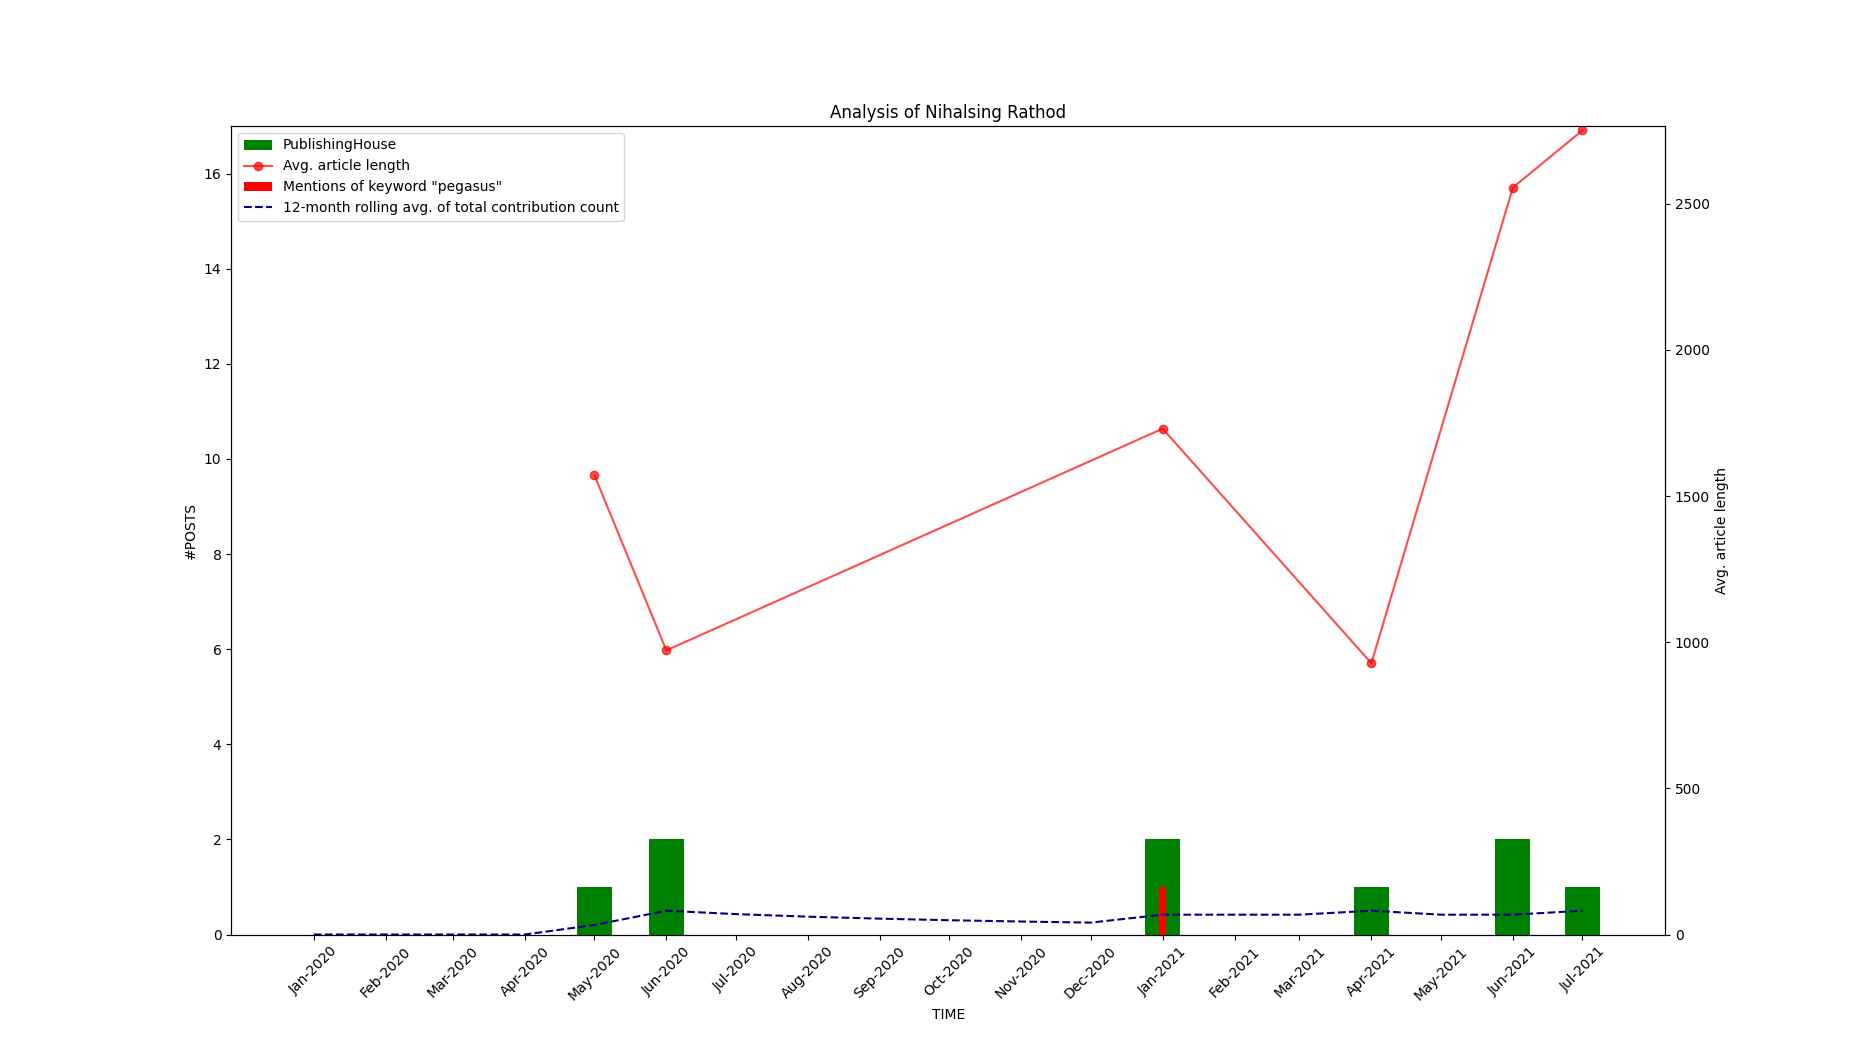 Analysis of Nihalsing Rathod
PublishingHouse
Avg. article length
Mentions of keyword "pegasus"
12-month rolling avg. of total contribution count
16
14
12
10
8
6
4
2
0
#POSTS
2500
2000
1500
1000
500
0
Avg. article length
Jan-2020
Feb-2020
Mar-2020
Apr-2020
May-2020
Jun-2020
Jul-2020
Aug-2020
Sep-2020
Oct-2020
Nov-2020
Dec-2020
Jan-2021
Feb-2021
Mar-2021
Apr-2021
May-2021
Jun-2021
Jul-2021
TIME